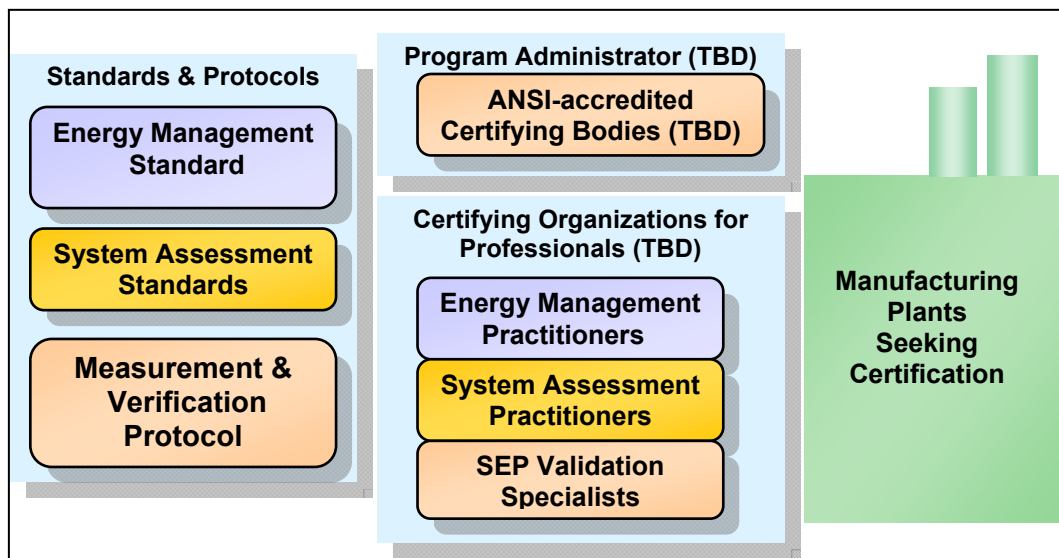 Standards & Protocols
Energy Management
Standard
System Assessment
Standards
Measurement &
Verification
Protocol
Program Administrator (TBD)
ANSI-accredited
Certifying Bodies (TBD)
Certifying Organizations for
Professionals (TBD)
Energy Management
Practitioners
System Assessment
Practitioners
SEP Validation
Specialists
Manufacturing
Plants
Seeking
Certification